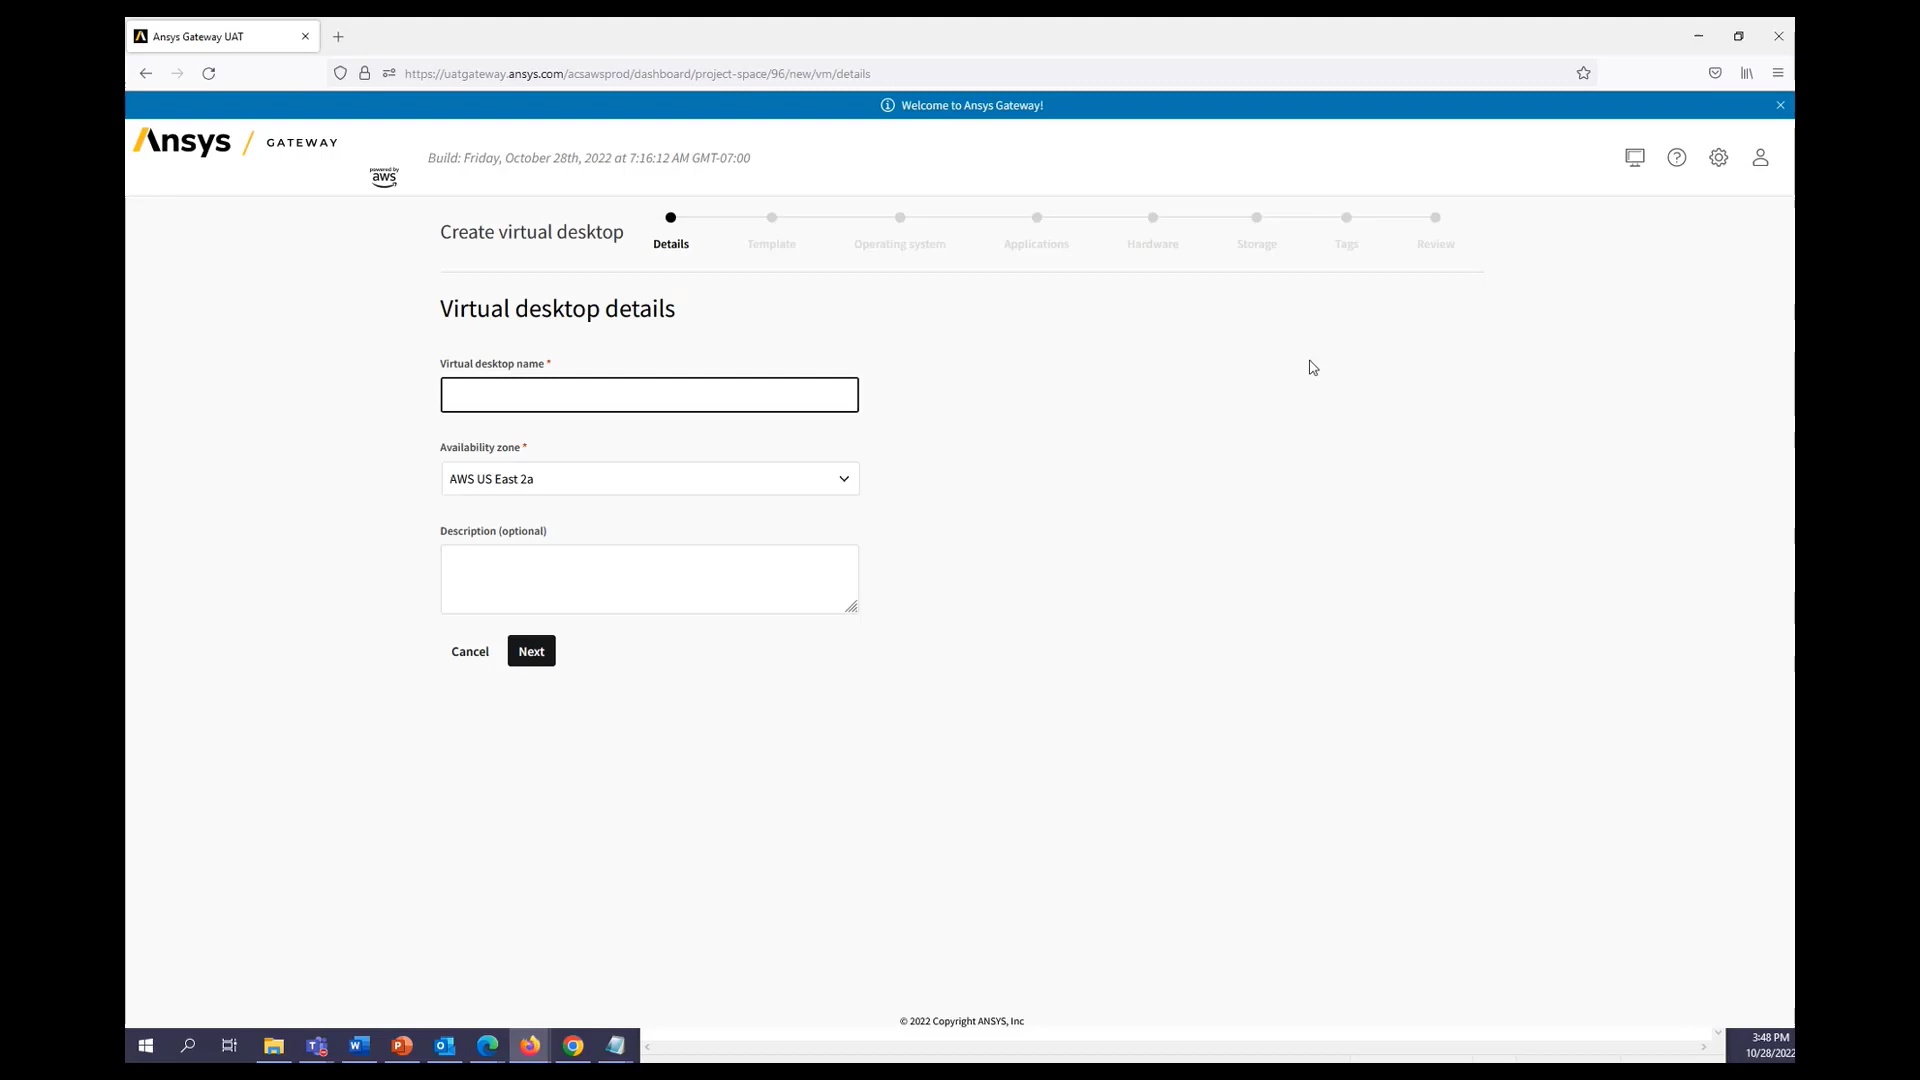 Ansys Gateway UAT
https://uatgateway.ansys.com/acsawsprod/dashboard/project-space/96/new/vm/details
Welcome to Ansys Gateway!
Ansys / GATEWAY
powered by
aws
Build: Friday, October 28th, 2022 at 7:16:12 AM GMT-07:00
Create virtual desktop
Details
Template
Operating system
Applications
Hardware
Storage
Tags
Review
Virtual desktop details
Virtual desktop name *
Availability zone *
AWS US East 2a
Description (optional)
Cancel
Next
© 2022 Copyright ANSYS, Inc
3:48 PM
10/28/2022